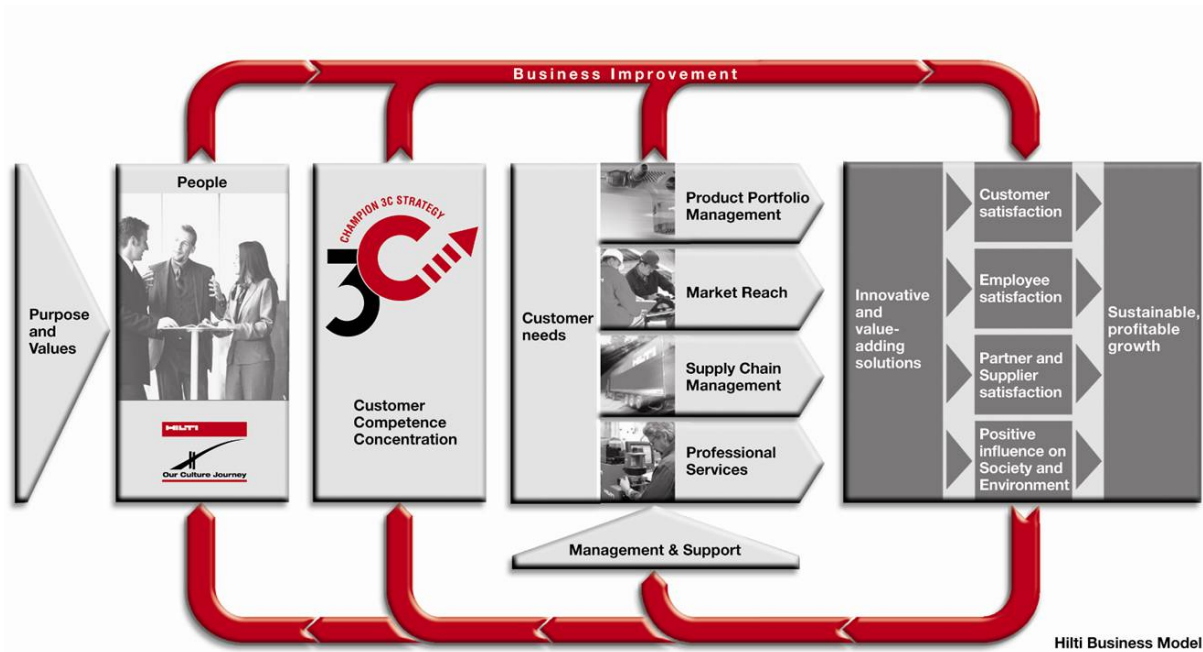 Business Improvement
Purpose
and
Values
People
HILTI
Our Culture Journey
CHAMPION 3C STRATEGY
3C
Customer
Competence
Concentration
Customer
needs
Product Portfolio
Management
Market Reach
HILTI
Supply Chain
Management
Professional
Services
Management & Support
Innovative
and
value-
adding
solutions
Customer
satisfaction
Employee
satisfaction
Partner and
Supplier
satisfaction
Positive
influence on
Society and
Environment
Sustainable,
profitable
growth
Hilti Business Model